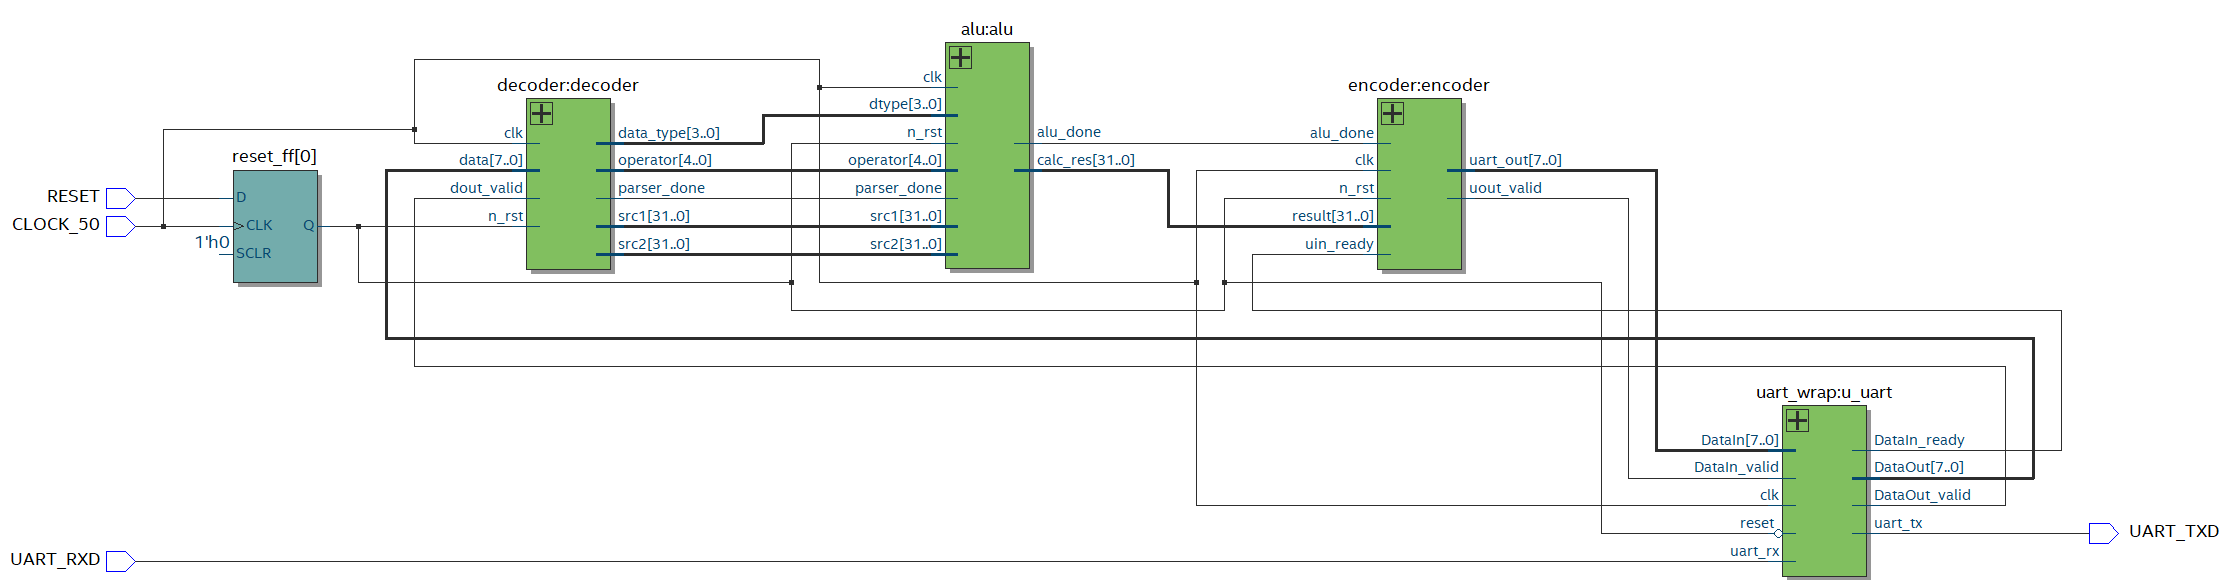 RESET
CLOCK_50
1'h0
UART_RXD
reset_ff[0]
D
CLK
SCLR
Q
decoder:decoder
clk
data[7..0]
dout_valid
n_rst
data_type[3..0]
operator[4..0]
parser_done
src1[31..0]
src2[31..0]
alu:alu
clk
dtype[3..0]
n_rst
operator[4..0]
parser_done
src1[31..0]
src2[31..0]
alu_done
calc_res[31..0]
encoder:encoder
alu_done
clk
n_rst
result[31..0]
uin_ready
uart_out[7..0]
uout_valid
uart_wrap:u_uart
DataIn[7..0]
DataIn_valid
clk
reset
uart_rx
DataIn_ready
DataOut[7..0]
DataOut_valid
uart_tx
UART_TXD